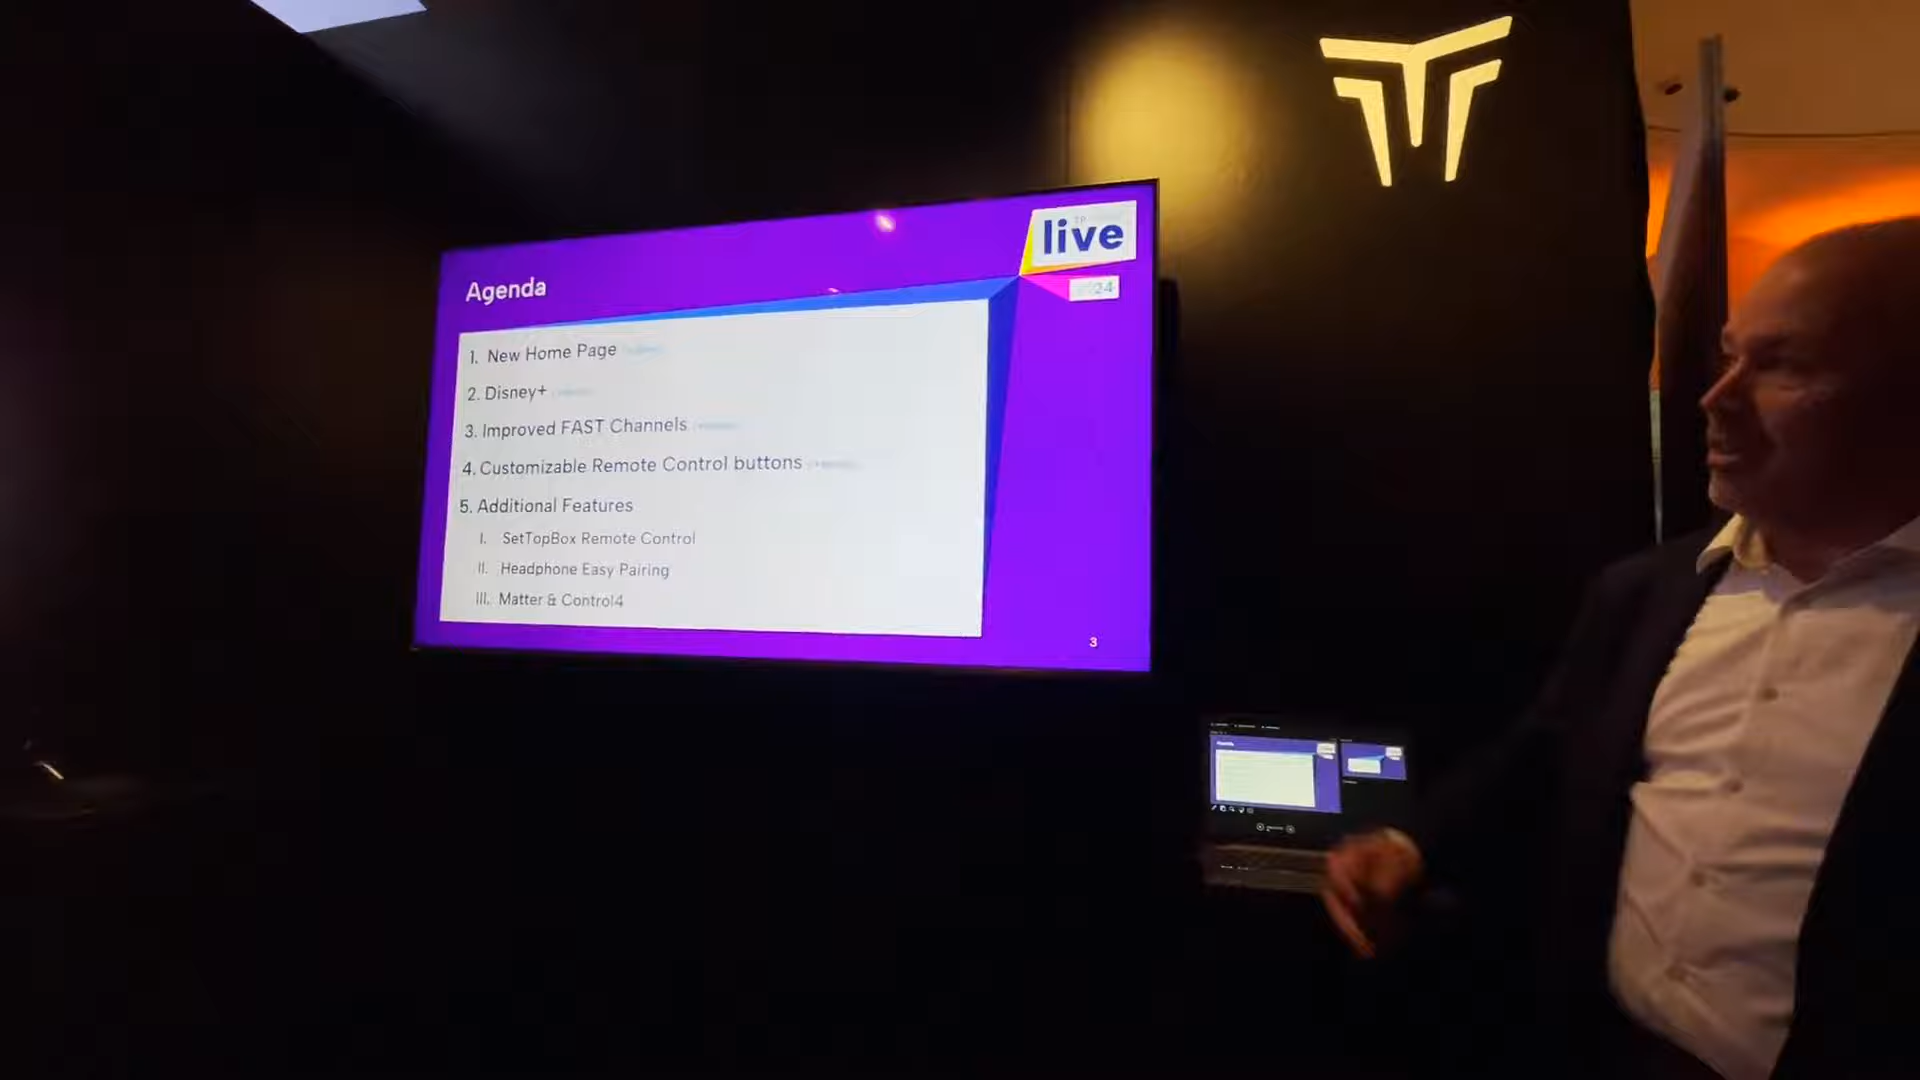 live
24
Agenda
1. New Home Page
2. Disney+
3. Improved FAST Channels
4. Customizable Remote Control buttons
5. Additional Features
I. SetTopBox Remote Control
II. Headphone Easy Pairing
III. Matter & Control4
3